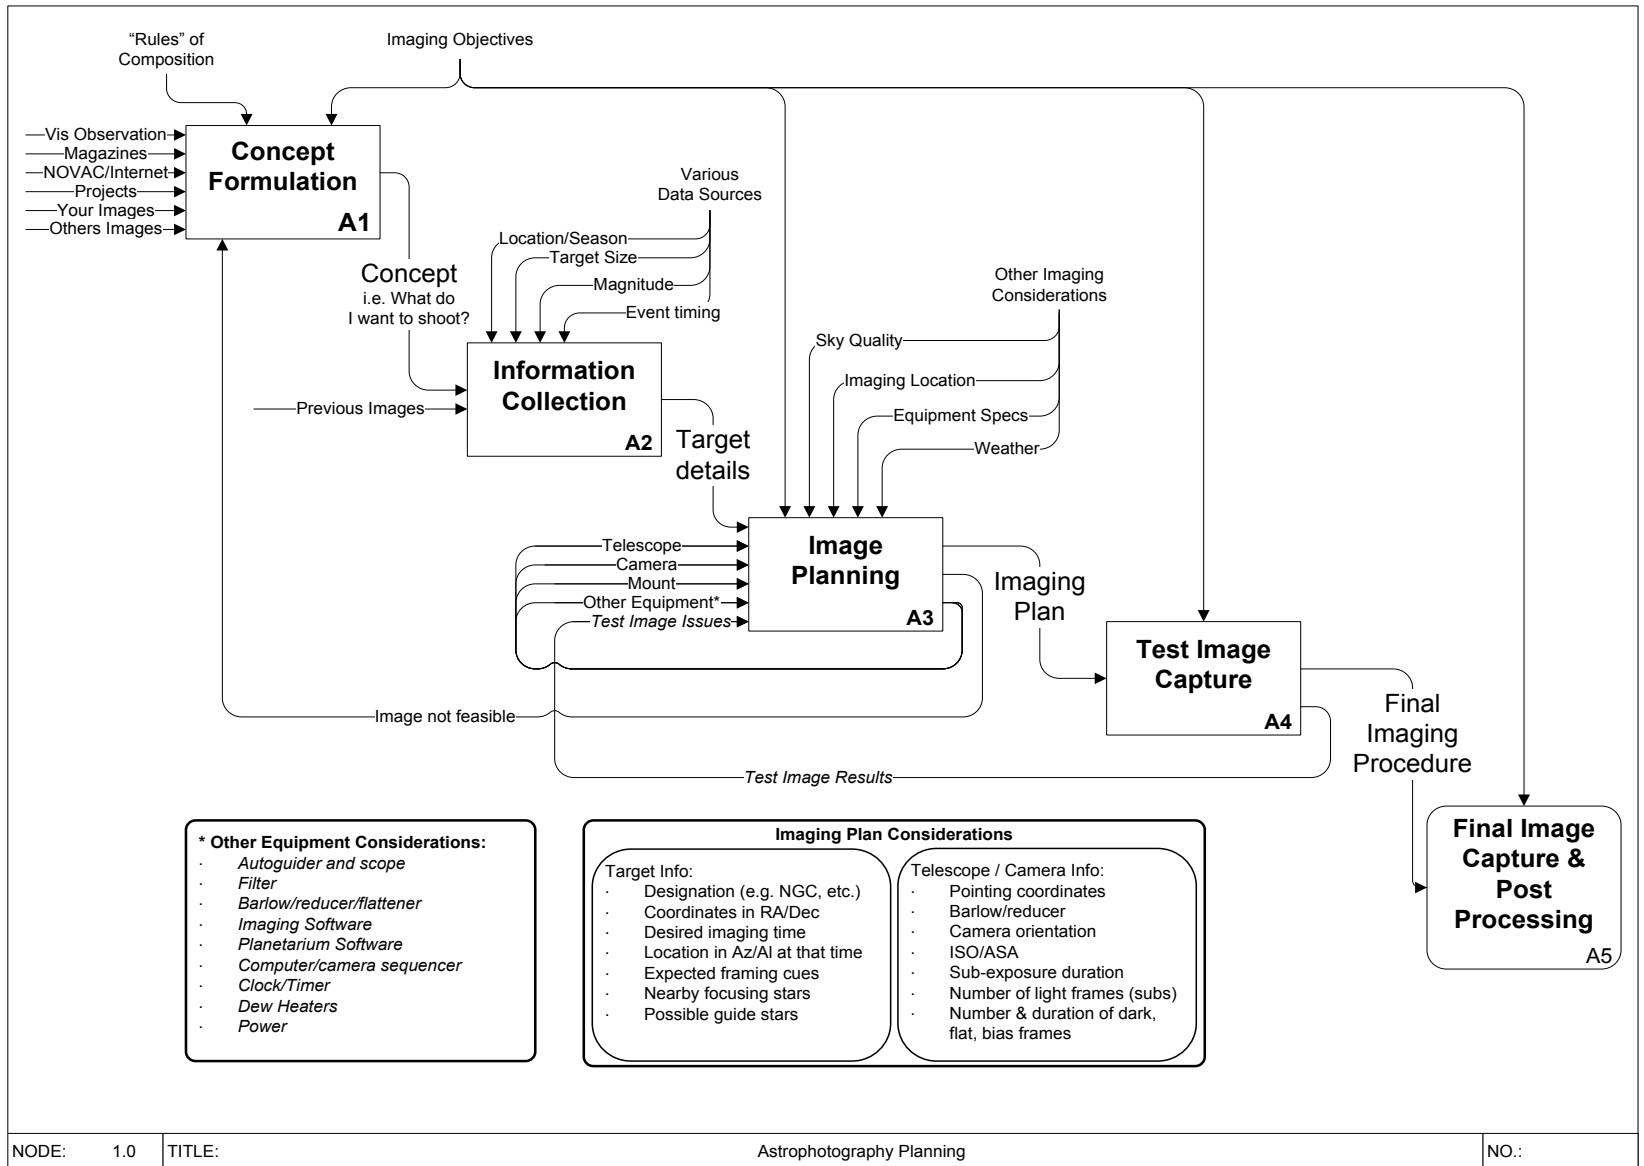 “Rules” of
Composition
Imaging Objectives
Vis Observation
Magazines
NOVAC/Internet
Projects
Your Images
Others Images
Concept
Formulation
A1
Various
Data Sources
Location/Season
Target Size
Magnitude
Event timing
Concept
i.e. What do
I want to shoot?
Previous Images
Information
Collection
A2
Other Imaging
Considerations
Sky Quality
Imaging Location
Equipment Specs
Weather
Target
details
Telescope
Camera
Mount
Other Equipment*
Test Image Issues
Image
Planning
A3
Imaging
Plan
Image not feasible
Test Image
Capture
A4
Test Image Results
Final
Imaging
Procedure
Final Image
Capture &
Post
Processing
A5
* Other Equipment Considerations:
· Autoguider and scope
· Filter
· Barlow/reducer/flattener
· Imaging Software
· Planetarium Software
· Computer/camera sequencer
· Clock/Timer
· Dew Heaters
· Power
Imaging Plan Considerations
Target Info:
· Designation (e.g. NGC, etc.)
· Coordinates in RA/Dec
· Desired imaging time
· Location in Az/Al at that time
· Expected framing cues
· Nearby focusing stars
· Possible guide stars
Telescope / Camera Info:
· Pointing coordinates
· Barlow/reducer
· Camera orientation
· ISO/ASA
· Sub-exposure duration
· Number of light frames (subs)
· Number & duration of dark,
flat, bias frames
NODE: 1.0
TITLE: Astrophotography Planning
NO.: